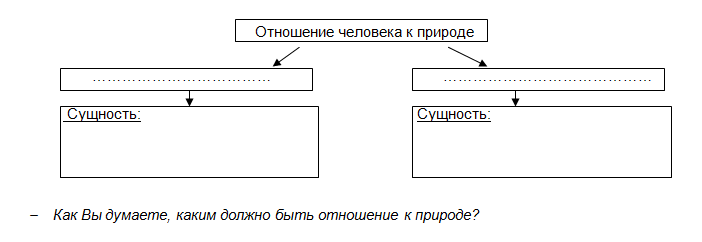 Отношение человека к природе
………………………………
……………………………………
Сущность:
Сущность:
– Как Вы думаете, каким должно быть отношение к природе?